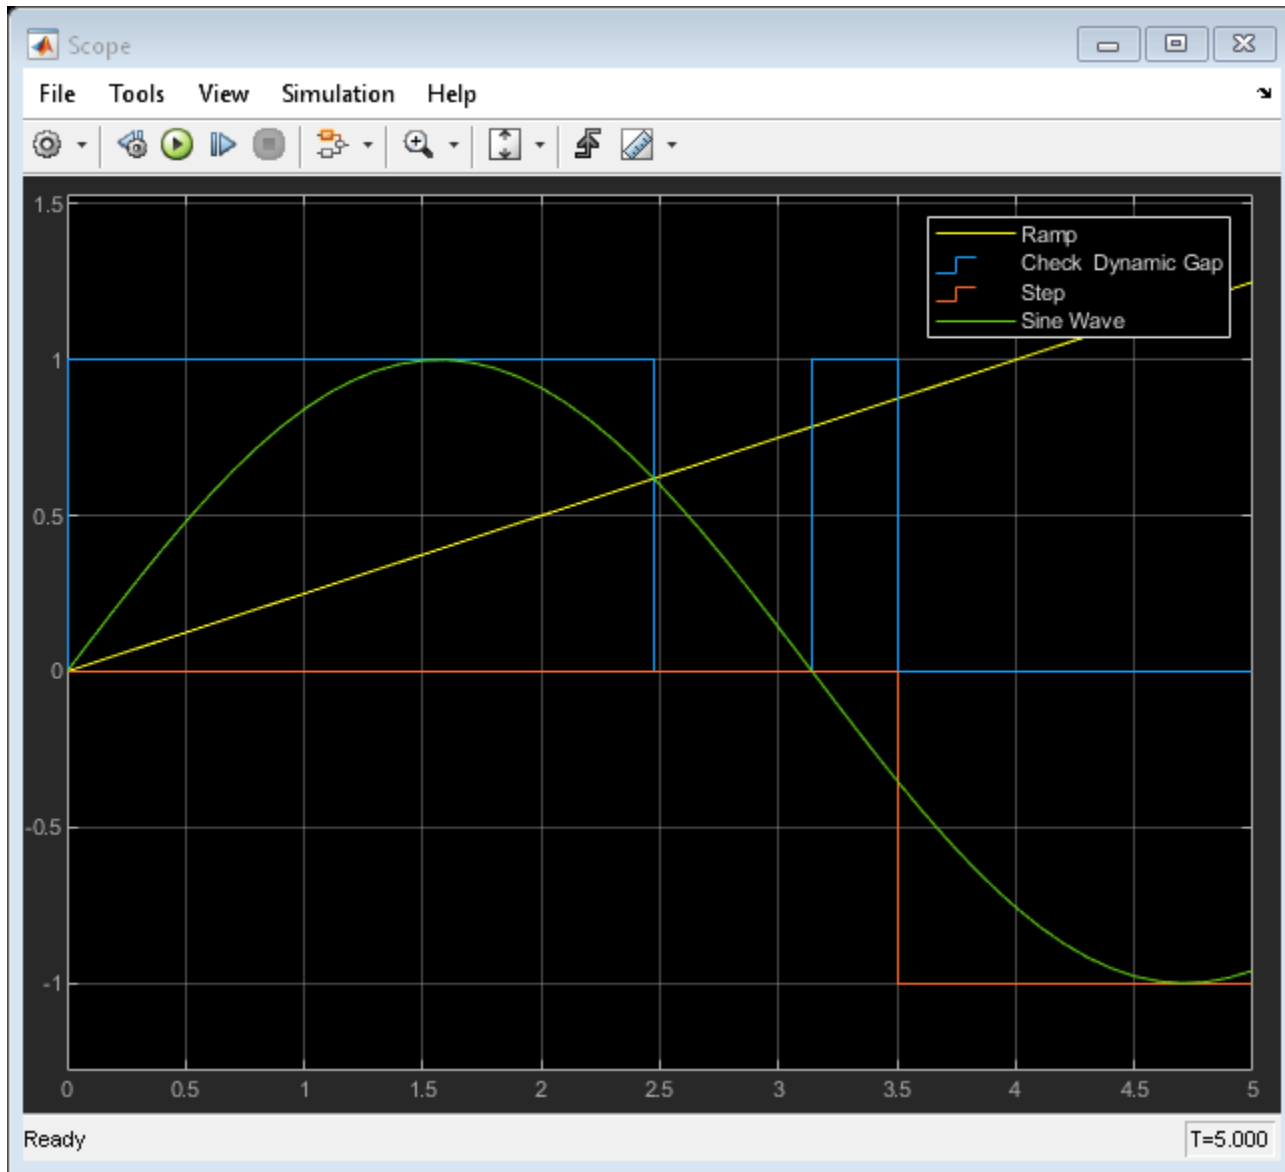 Scope
File Tools View Simulation Help
1.5
1
0.5
0
-0.5
-1
Ramp
Check Dynamic Gap
Step
Sine Wave
0 0.5 1 1.5 2 2.5 3 3.5 4 4.5 5
Ready T=5.000